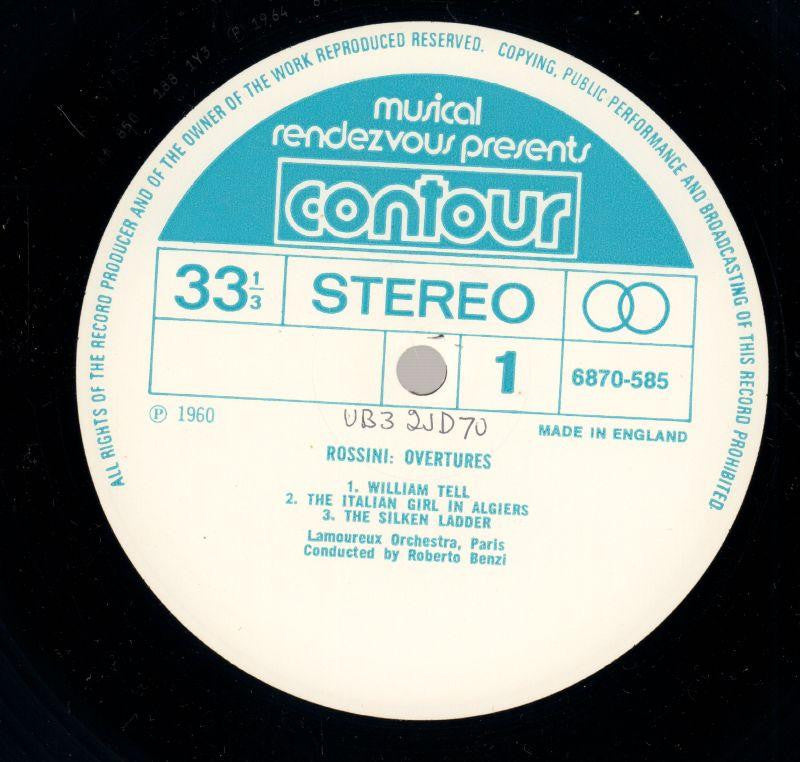 ALL RIGHTS OF THE RECORD PRODUCER AND OF THE OWNER OF THE WORK REPRODUCED RESERVED. COPYING, PUBLIC PERFORMANCE AND BROADCASTING OF THIS RECORD PROHIBITED.
musical
rendezvous presents
contour
33 1/3 STEREO
1 6870-585
℗ 1960
MADE IN ENGLAND
ROSSINI: OVERTURES
1. WILLIAM TELL
2. THE ITALIAN GIRL IN ALGIERS
3. THE SILKEN LADDER
Lamoureux Orchestra, Paris
Conducted by Roberto Benzi
℗ 1964